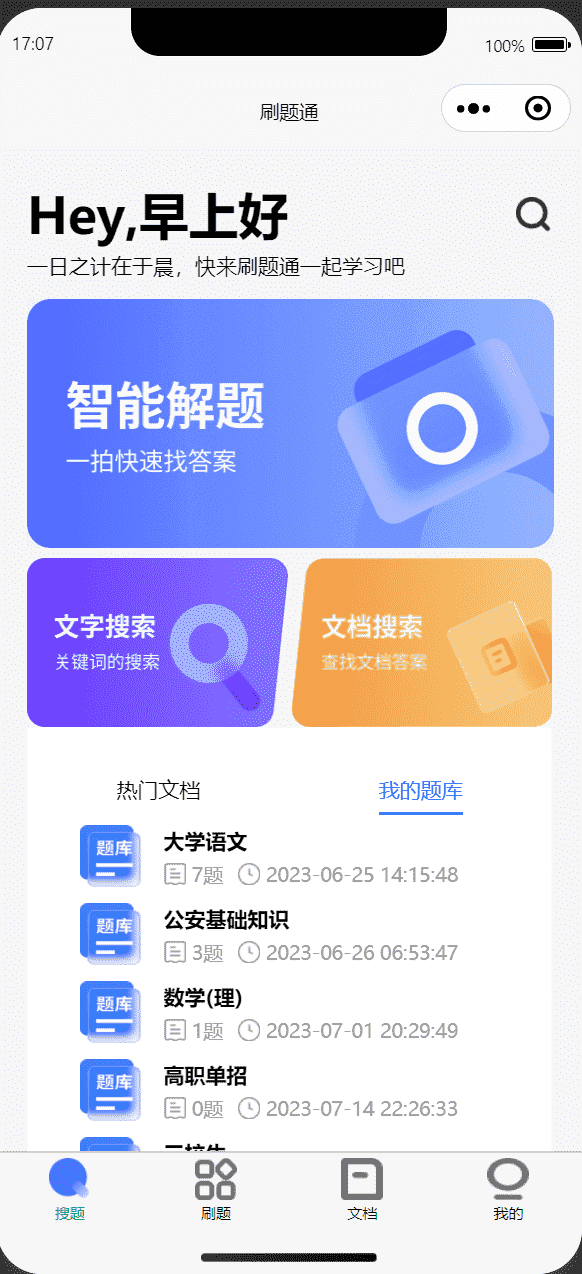 17:07
100%
刷题通
Hey,早上好
一日之计在于晨，快来刷题通一起学习吧
智能解题
一拍快速找答案
文字搜索
关键词的搜索
文档搜索
查找文档答案
热门文档
我的题库
题库
大学语文
7题 2023-06-25 14:15:48
题库
公安基础知识
3题 2023-06-26 06:53:47
题库
数学(理)
1题 2023-07-01 20:29:49
题库
高职单招
0题 2023-07-14 22:26:33
搜题
刷题
文档
我的